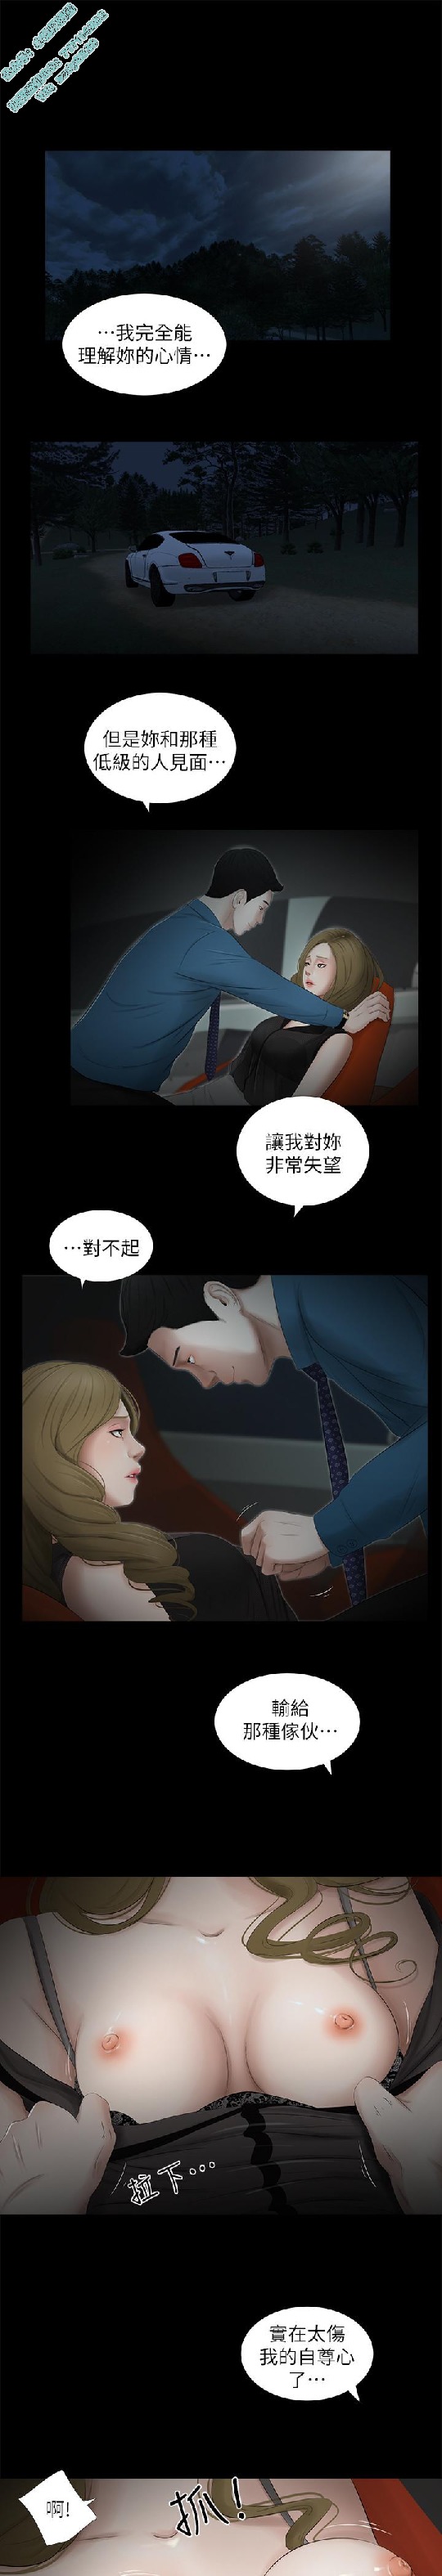 …我完全能
理解妳的心情…
但是妳和那種
低級的人見面…
讓我對妳
非常失望
…對不起
輸給
那種傢伙…
拉下…
實在太傷
我的自尊心
了…
啊!
抓!